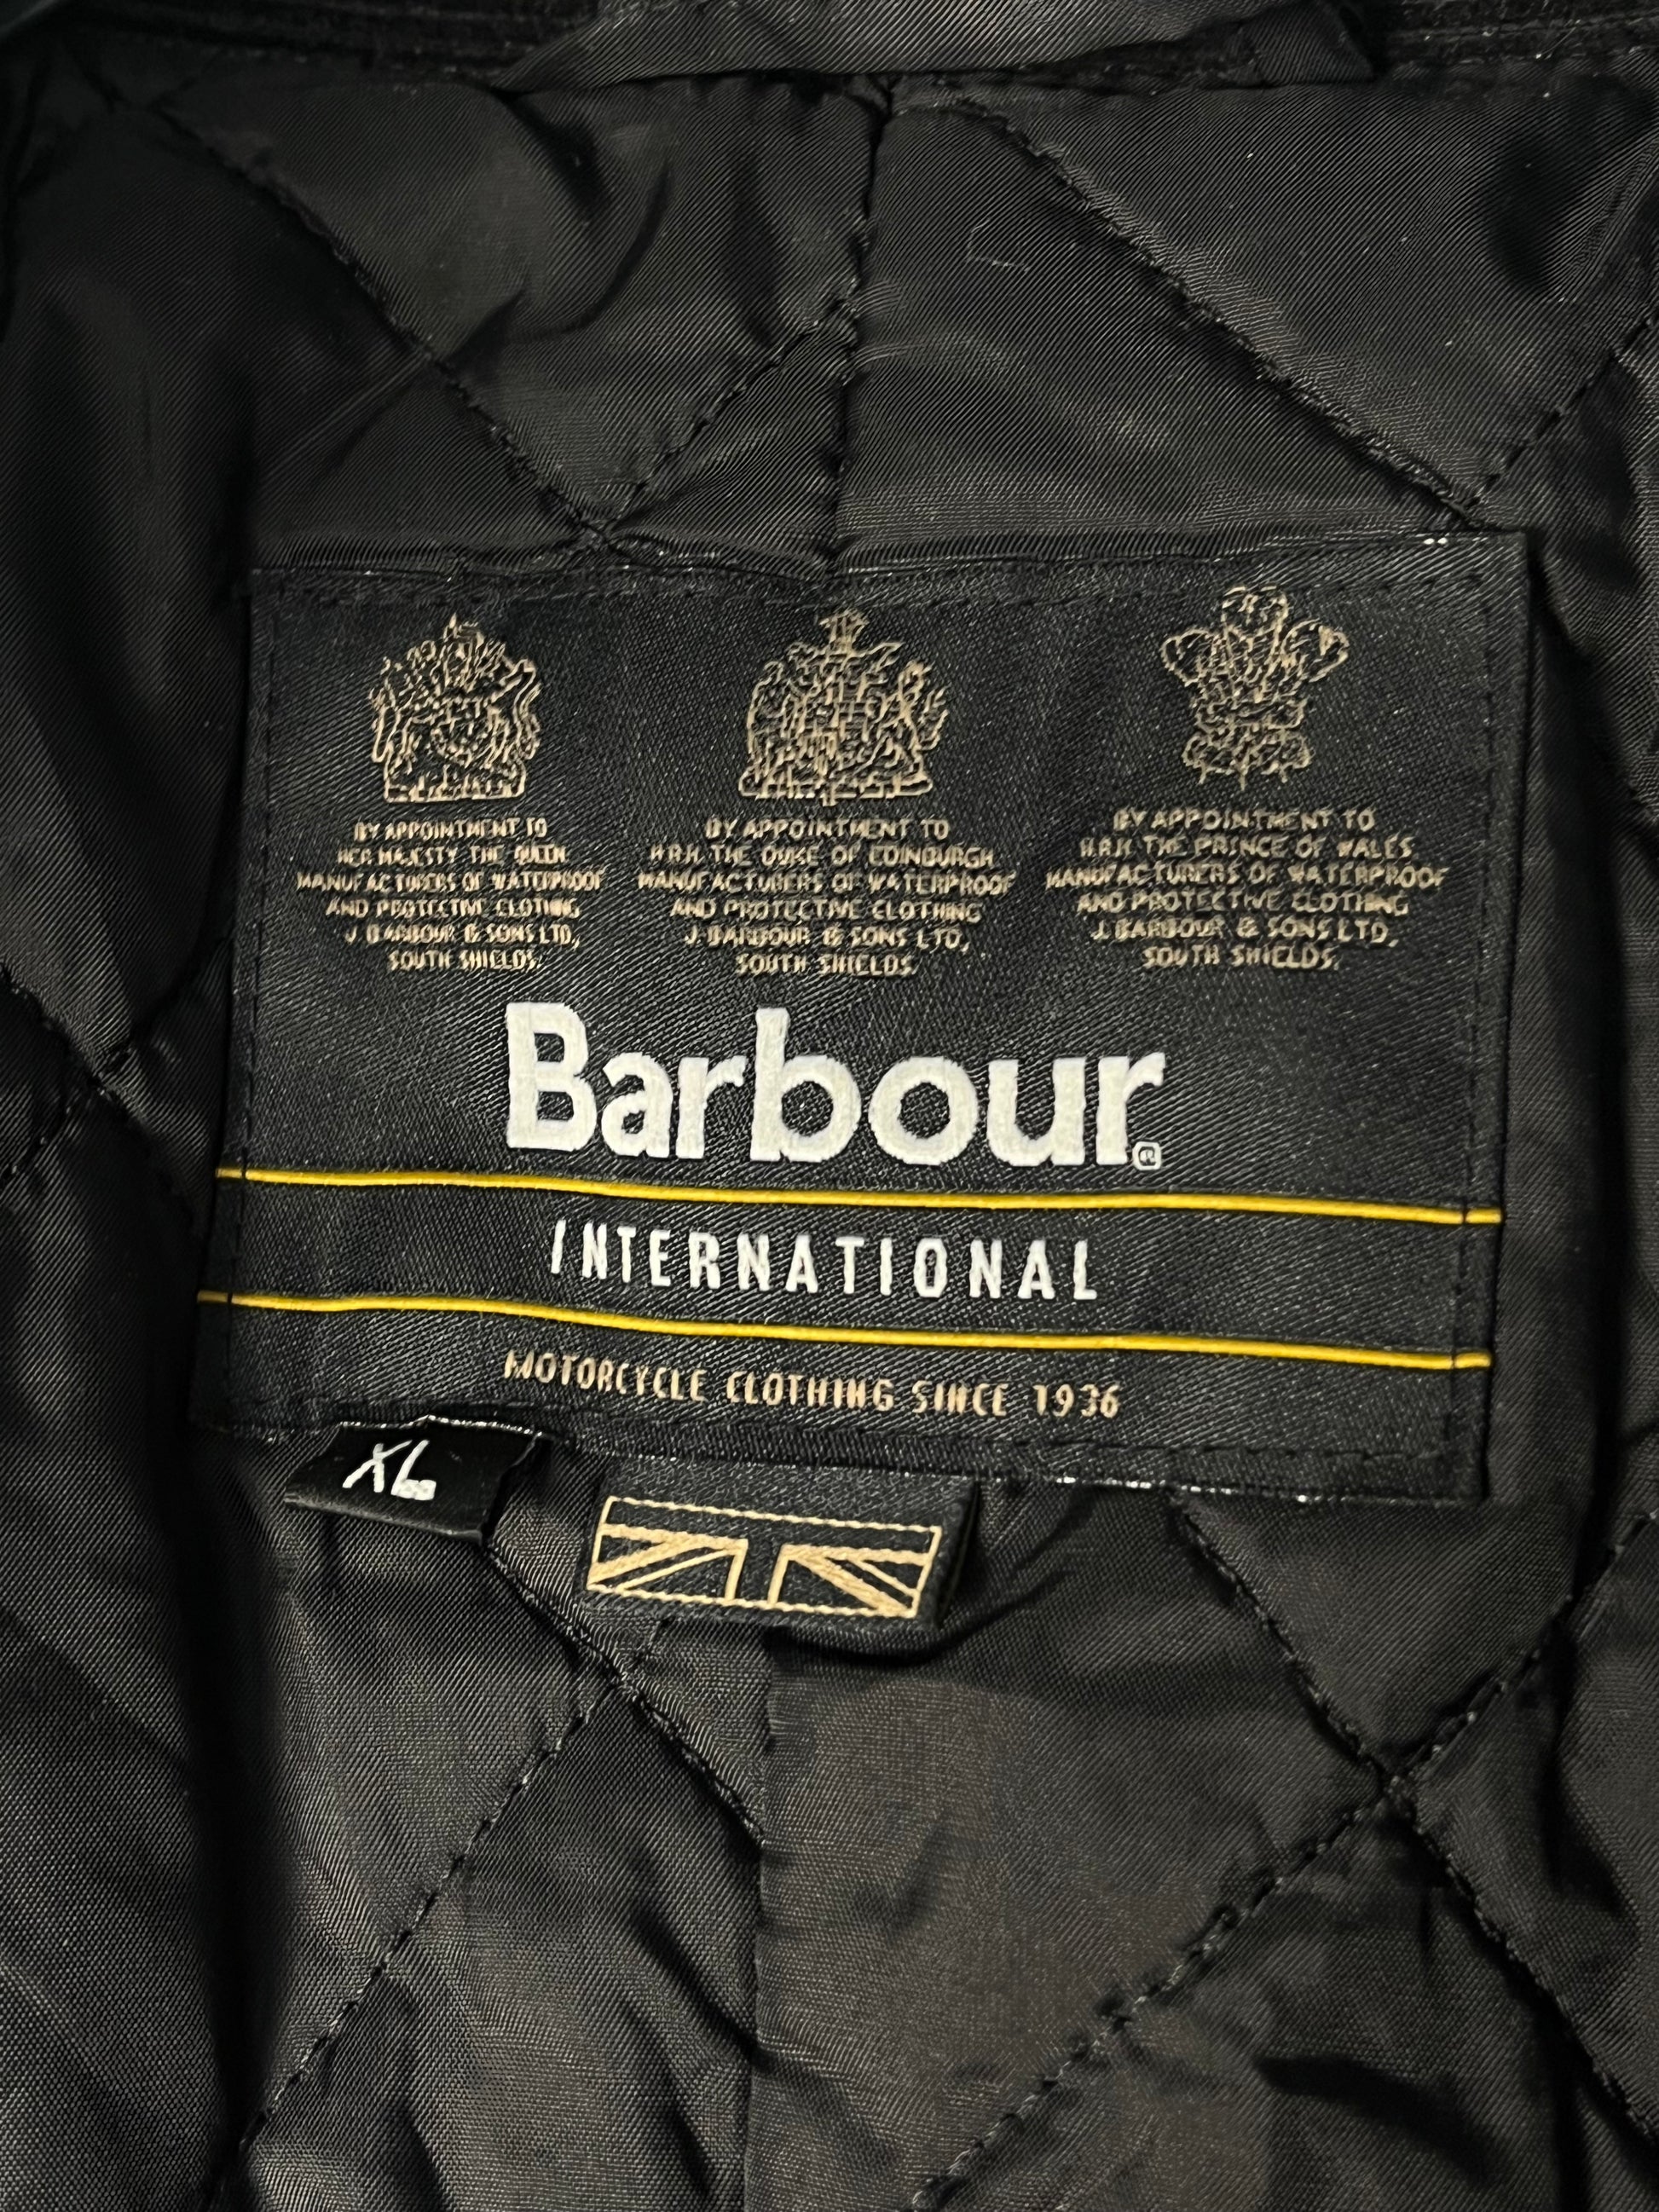 BY APPOINTMENT TO
HER MAJESTY THE QUEEN
MANUFACTURERS OF WATERPROOF
AND PROTECTIVE CLOTHING
J. BARBOUR & SONS LTD,
SOUTH SHIELDS.
BY APPOINTMENT TO
H.R.H. THE DUKE OF EDINBURGH
MANUFACTURERS OF WATERPROOF
AND PROTECTIVE CLOTHING
J. BARBOUR & SONS LTD,
SOUTH SHIELDS.
BY APPOINTMENT TO
H.R.H. THE PRINCE OF WALES
MANUFACTURERS OF WATERPROOF
AND PROTECTIVE CLOTHING
J. BARBOUR & SONS LTD,
SOUTH SHIELDS.
Barbour®
INTERNATIONAL
MOTORCYCLE CLOTHING SINCE 1936
XL